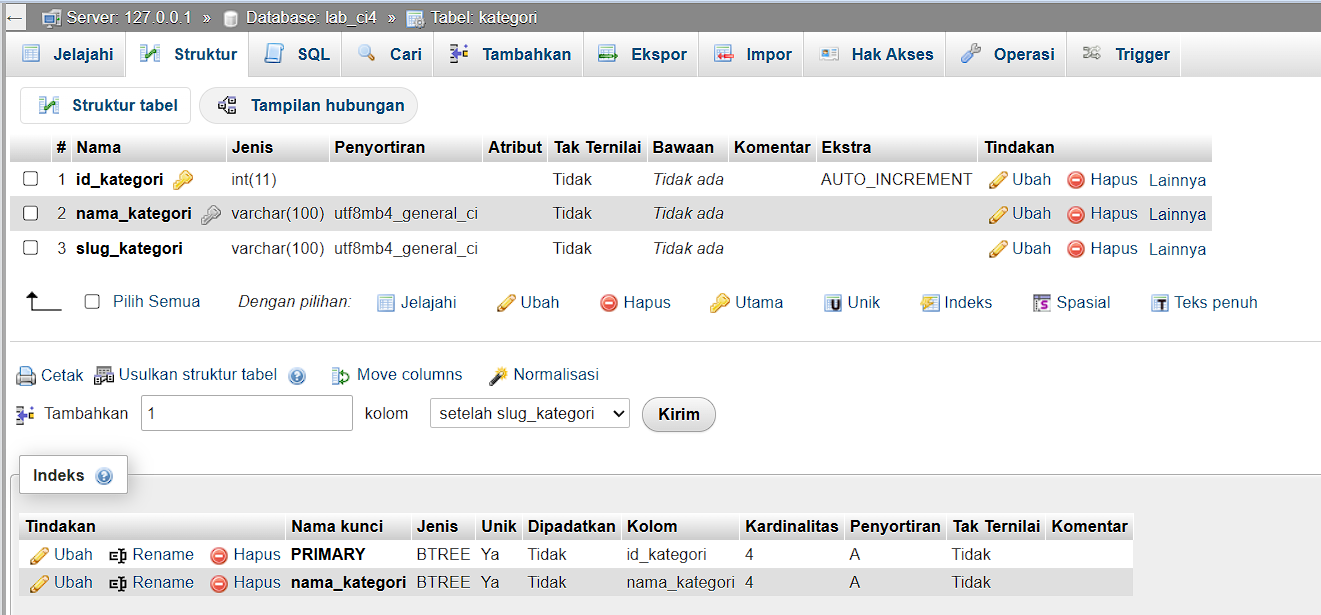 Server: 127.0.0.1 » Database: lab_ci4 » Tabel: kategori
Jelajahi Struktur SQL Cari Tambahkan Ekspor Impor Hak Akses Operasi Trigger
Struktur tabel Tampilan hubungan
# Nama Jenis Penyortiran Atribut Tak Ternilai Bawaan Komentar Ekstra Tindakan
1 id_kategori int(11) Tidak Tidak ada AUTO_INCREMENT Ubah Hapus Lainnya
2 nama_kategori varchar(100) utf8mb4_general_ci Tidak Tidak ada Ubah Hapus Lainnya
3 slug_kategori varchar(100) utf8mb4_general_ci Tidak Tidak ada Ubah Hapus Lainnya
Pilih Semua Dengan pilihan: Jelajahi Ubah Hapus Utama Unik Indeks Spasial Teks penuh
Cetak Usulkan struktur tabel Move columns Normalisasi
Tambahkan 1 kolom setelah slug_kategori Kirim
Indeks
Tindakan Nama kunci Jenis Unik Dipadatkan Kolom Kardinalitas Penyortiran Tak Ternilai Komentar
Ubah Rename Hapus PRIMARY BTREE Ya Tidak id_kategori 4 A Tidak
Ubah Rename Hapus nama_kategori BTREE Ya Tidak nama_kategori 4 A Tidak